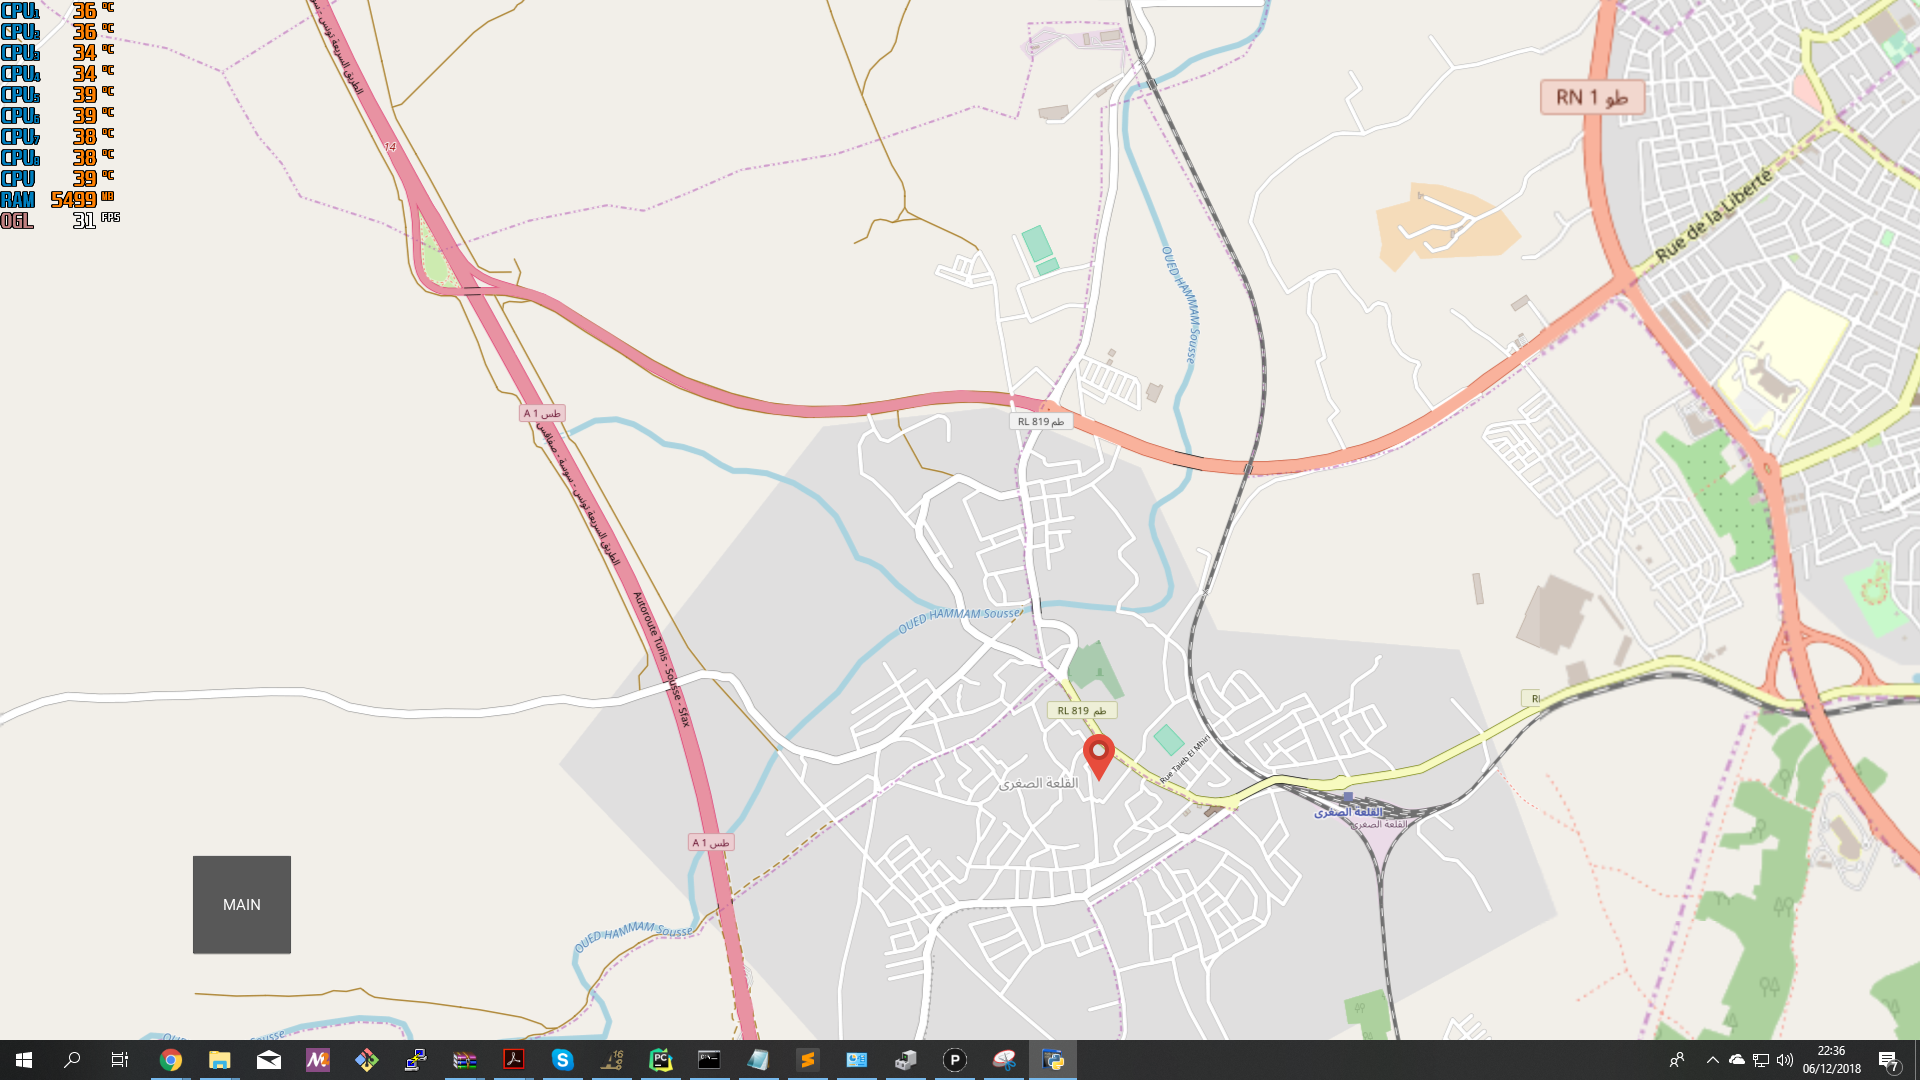 CPU1 36 °C
CPU2 36 °C
CPU3 34 °C
CPU4 34 °C
CPU5 39 °C
CPU6 39 °C
CPU7 38 °C
CPU8 38 °C
CPU 39 °C
RAM 5499 MB
OGL 31 FPS
الطريق السريعة تونس - سو
14
RN 1 طو
Rue de la Liberté
OUED HAMMAM Sousse
A 1 طس
RL 819 طم
الطريق السريعة تونس - سوسة - صفاقس
OUED HAMMAM Sousse
Autoroute Tunis - Sousse - Sfax
RL
RL 819 طم
Rue Taieb El Mhiri
القلعة الصغرى
القلعة الصغرى
القلعة الصغرى
A 1 طس
MAIN
OUED HAMMAM Sousse
22:36
06/12/2018
7